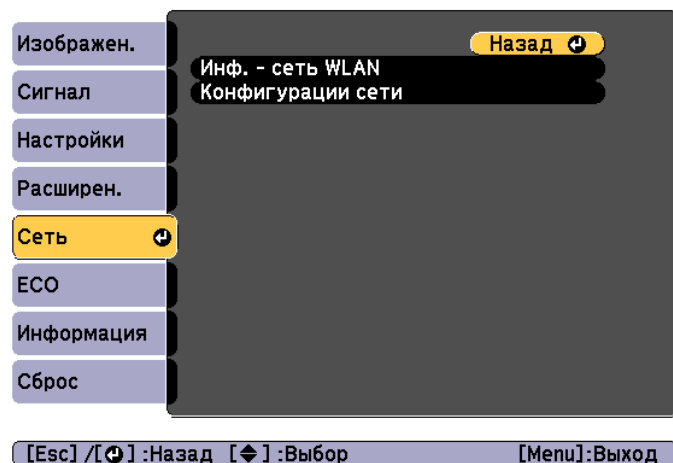 Изображен.
Сигнал
Настройки
Расширен.
Сеть
ECO
Информация
Сброс
Назад
Инф. - сеть WLAN
Конфигурации сети
[Esc] /[ ] :Назад [ ] :Выбор [Menu]:Выход